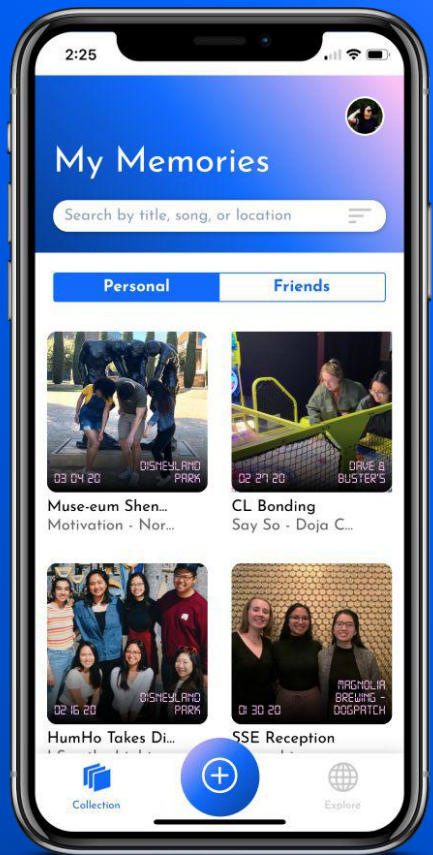 2:25
My Memories
Search by title, song, or location
Personal
Friends
03 04 20
DISNEYLAND
PARK
Muse-eum Shen...
Motivation - Nor...
02 27 20
DAVE &
BUSTER'S
CL Bonding
Say So - Doja C...
02 16 20
DISNEYLAND
PARK
HumHo Takes Di...
01 30 20
MAGNOLIA
BREWING -
DOGPATCH
SSE Reception
Collection
Explore